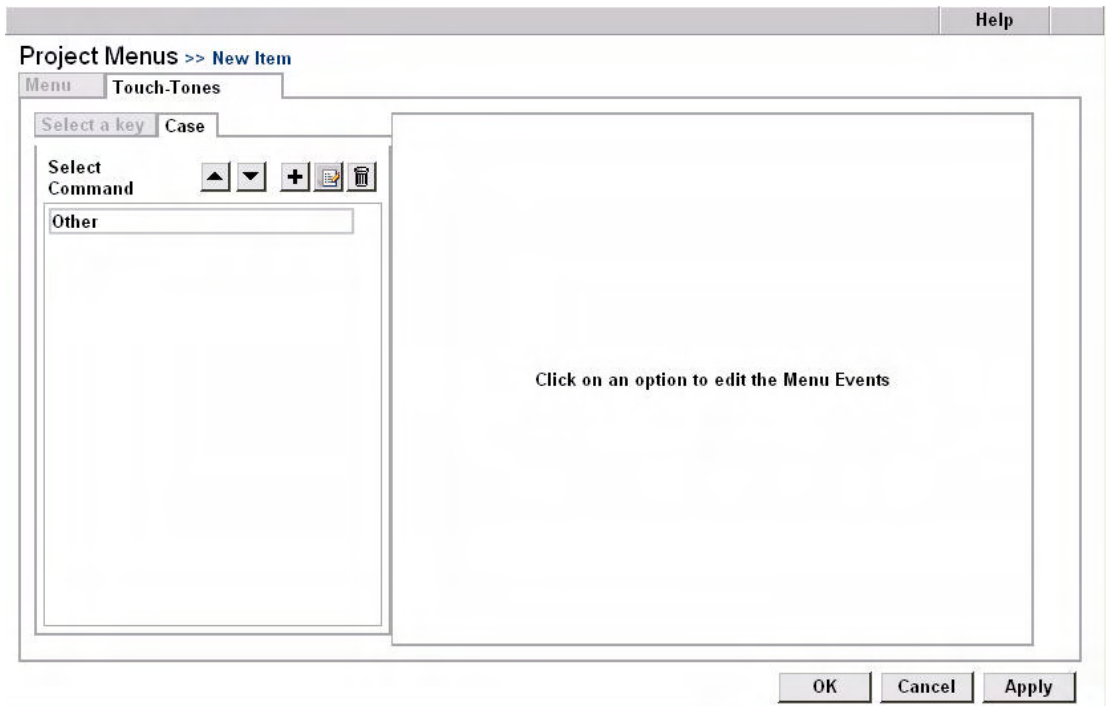 Help
Project Menus >> New Item
Menu Touch-Tones
Select a key Case
Select
Command
Other
Click on an option to edit the Menu Events
OK Cancel Apply